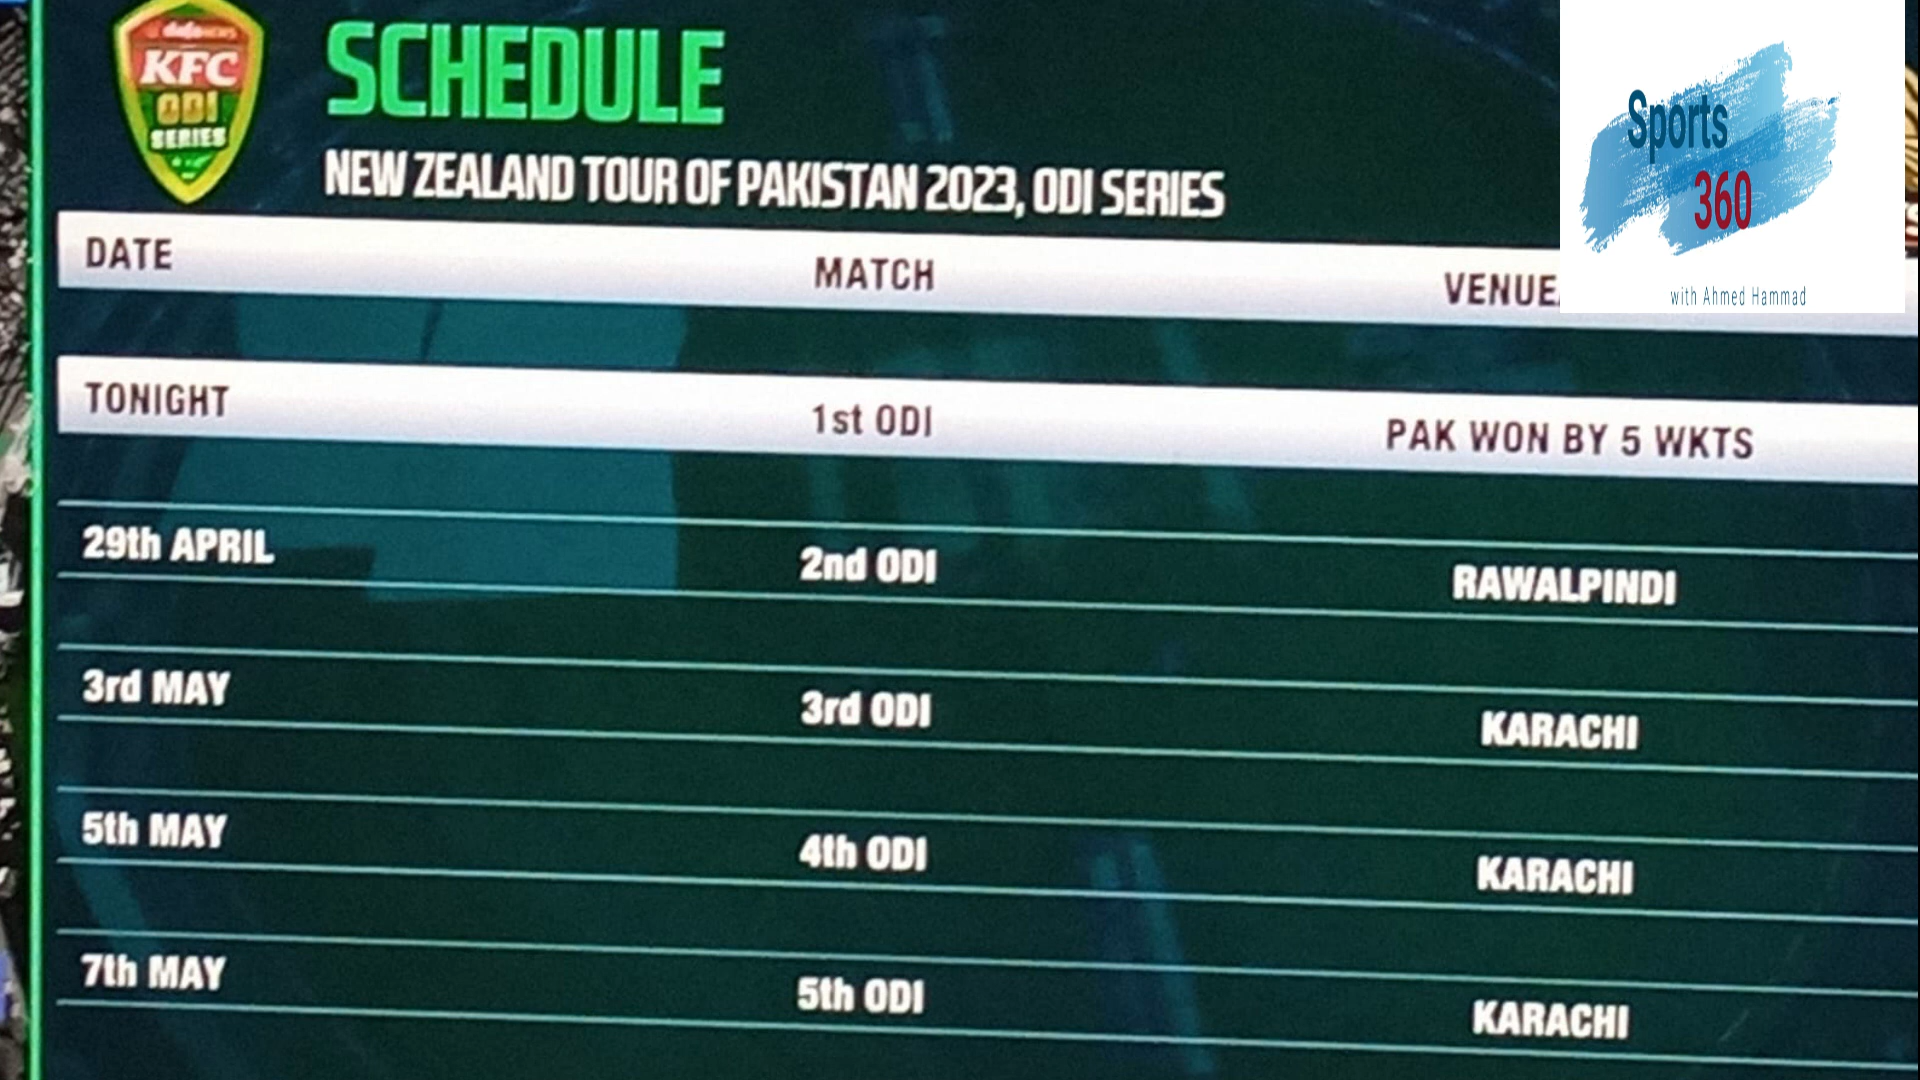 KFC
ODI
SERIES
SCHEDULE
NEW ZEALAND TOUR OF PAKISTAN 2023, ODI SERIES
Sports
360
with Ahmed Hammad
DATE MATCH VENUE
TONIGHT 1st ODI PAK WON BY 5 WKTS
29th APRIL 2nd ODI RAWALPINDI
3rd MAY 3rd ODI KARACHI
5th MAY 4th ODI KARACHI
7th MAY 5th ODI KARACHI